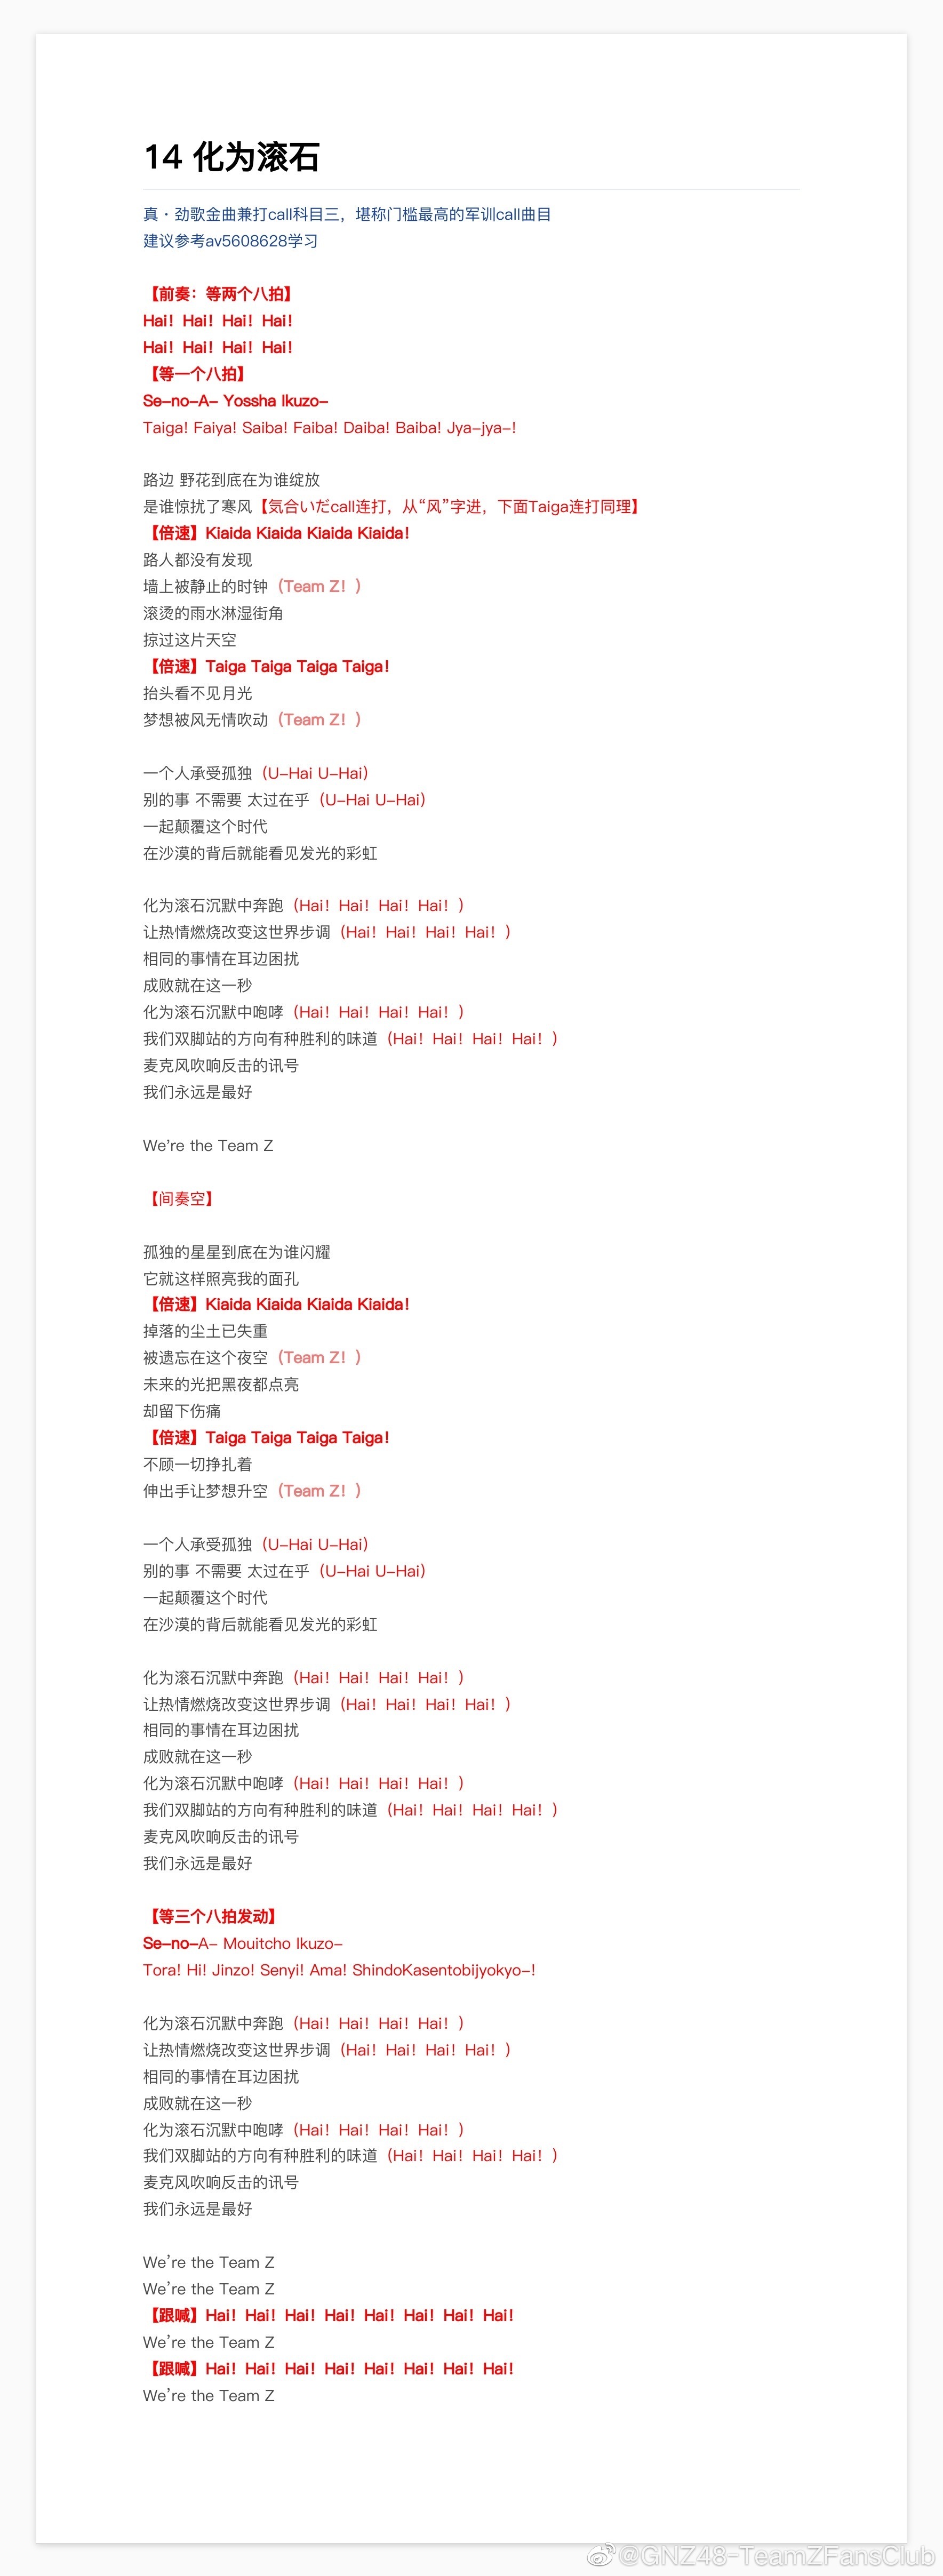 14 化为滚石
真·劲歌金曲兼打call科目三，堪称门槛最高的军训call曲目
建议参考av5608628学习
【前奏：等两个八拍】
Hai！Hai！Hai！Hai！
Hai！Hai！Hai！Hai！
【等一个八拍】
Se-no-A- Yossha Ikuzo-
Taiga! Faiya! Saiba! Faiba! Daiba! Baiba! Jya-jya-!
路边 野花到底在为谁绽放
是谁惊扰了寒风【気合いだcall连打，从“风”字进，下面Taiga连打同理】
【倍速】Kiaida Kiaida Kiaida Kiaida！
路人都没有发现
墙上被静止的时钟（Team Z！）
滚烫的雨水淋湿街角
掠过这片天空
【倍速】Taiga Taiga Taiga Taiga！
抬头看不见月光
梦想被风无情吹动（Team Z！）
一个人承受孤独（U-Hai U-Hai）
别的事 不需要 太过在乎（U-Hai U-Hai）
一起颠覆这个时代
在沙漠的背后就能看见发光的彩虹
化为滚石沉默中奔跑（Hai！Hai！Hai！Hai！）
让热情燃烧改变这世界步调（Hai！Hai！Hai！Hai！）
相同的事情在耳边困扰
成败就在这一秒
化为滚石沉默中咆哮（Hai！Hai！Hai！Hai！）
我们双脚站的方向有种胜利的味道（Hai！Hai！Hai！Hai！）
麦克风吹响反击的讯号
我们永远是最好
We're the Team Z
【间奏空】
孤独的星星到底在为谁闪耀
它就这样照亮我的面孔
【倍速】Kiaida Kiaida Kiaida Kiaida！
掉落的尘土已失重
被遗忘在这个夜空（Team Z！）
未来的光把黑夜都点亮
却留下伤痛
【倍速】Taiga Taiga Taiga Taiga！
不顾一切挣扎着
伸出手让梦想升空（Team Z！）
一个人承受孤独（U-Hai U-Hai）
别的事 不需要 太过在乎（U-Hai U-Hai）
一起颠覆这个时代
在沙漠的背后就能看见发光的彩虹
化为滚石沉默中奔跑（Hai！Hai！Hai！Hai！）
让热情燃烧改变这世界步调（Hai！Hai！Hai！Hai！）
相同的事情在耳边困扰
成败就在这一秒
化为滚石沉默中咆哮（Hai！Hai！Hai！Hai！）
我们双脚站的方向有种胜利的味道（Hai！Hai！Hai！Hai！）
麦克风吹响反击的讯号
我们永远是最好
【等三个八拍发动】
Se-no-A- Mouitcho Ikuzo-
Tora! Hi! Jinzo! Senyi! Ama! ShindoKasentobijyokyo-!
化为滚石沉默中奔跑（Hai！Hai！Hai！Hai！）
让热情燃烧改变这世界步调（Hai！Hai！Hai！Hai！）
相同的事情在耳边困扰
成败就在这一秒
化为滚石沉默中咆哮（Hai！Hai！Hai！Hai！）
我们双脚站的方向有种胜利的味道（Hai！Hai！Hai！Hai！）
麦克风吹响反击的讯号
我们永远是最好
We're the Team Z
We're the Team Z
【跟喊】Hai！Hai！Hai！Hai！Hai！Hai！Hai！Hai！
We're the Team Z
【跟喊】Hai！Hai！Hai！Hai！Hai！Hai！Hai！Hai！
We're the Team Z
@GNZ48-TeamZFansClub